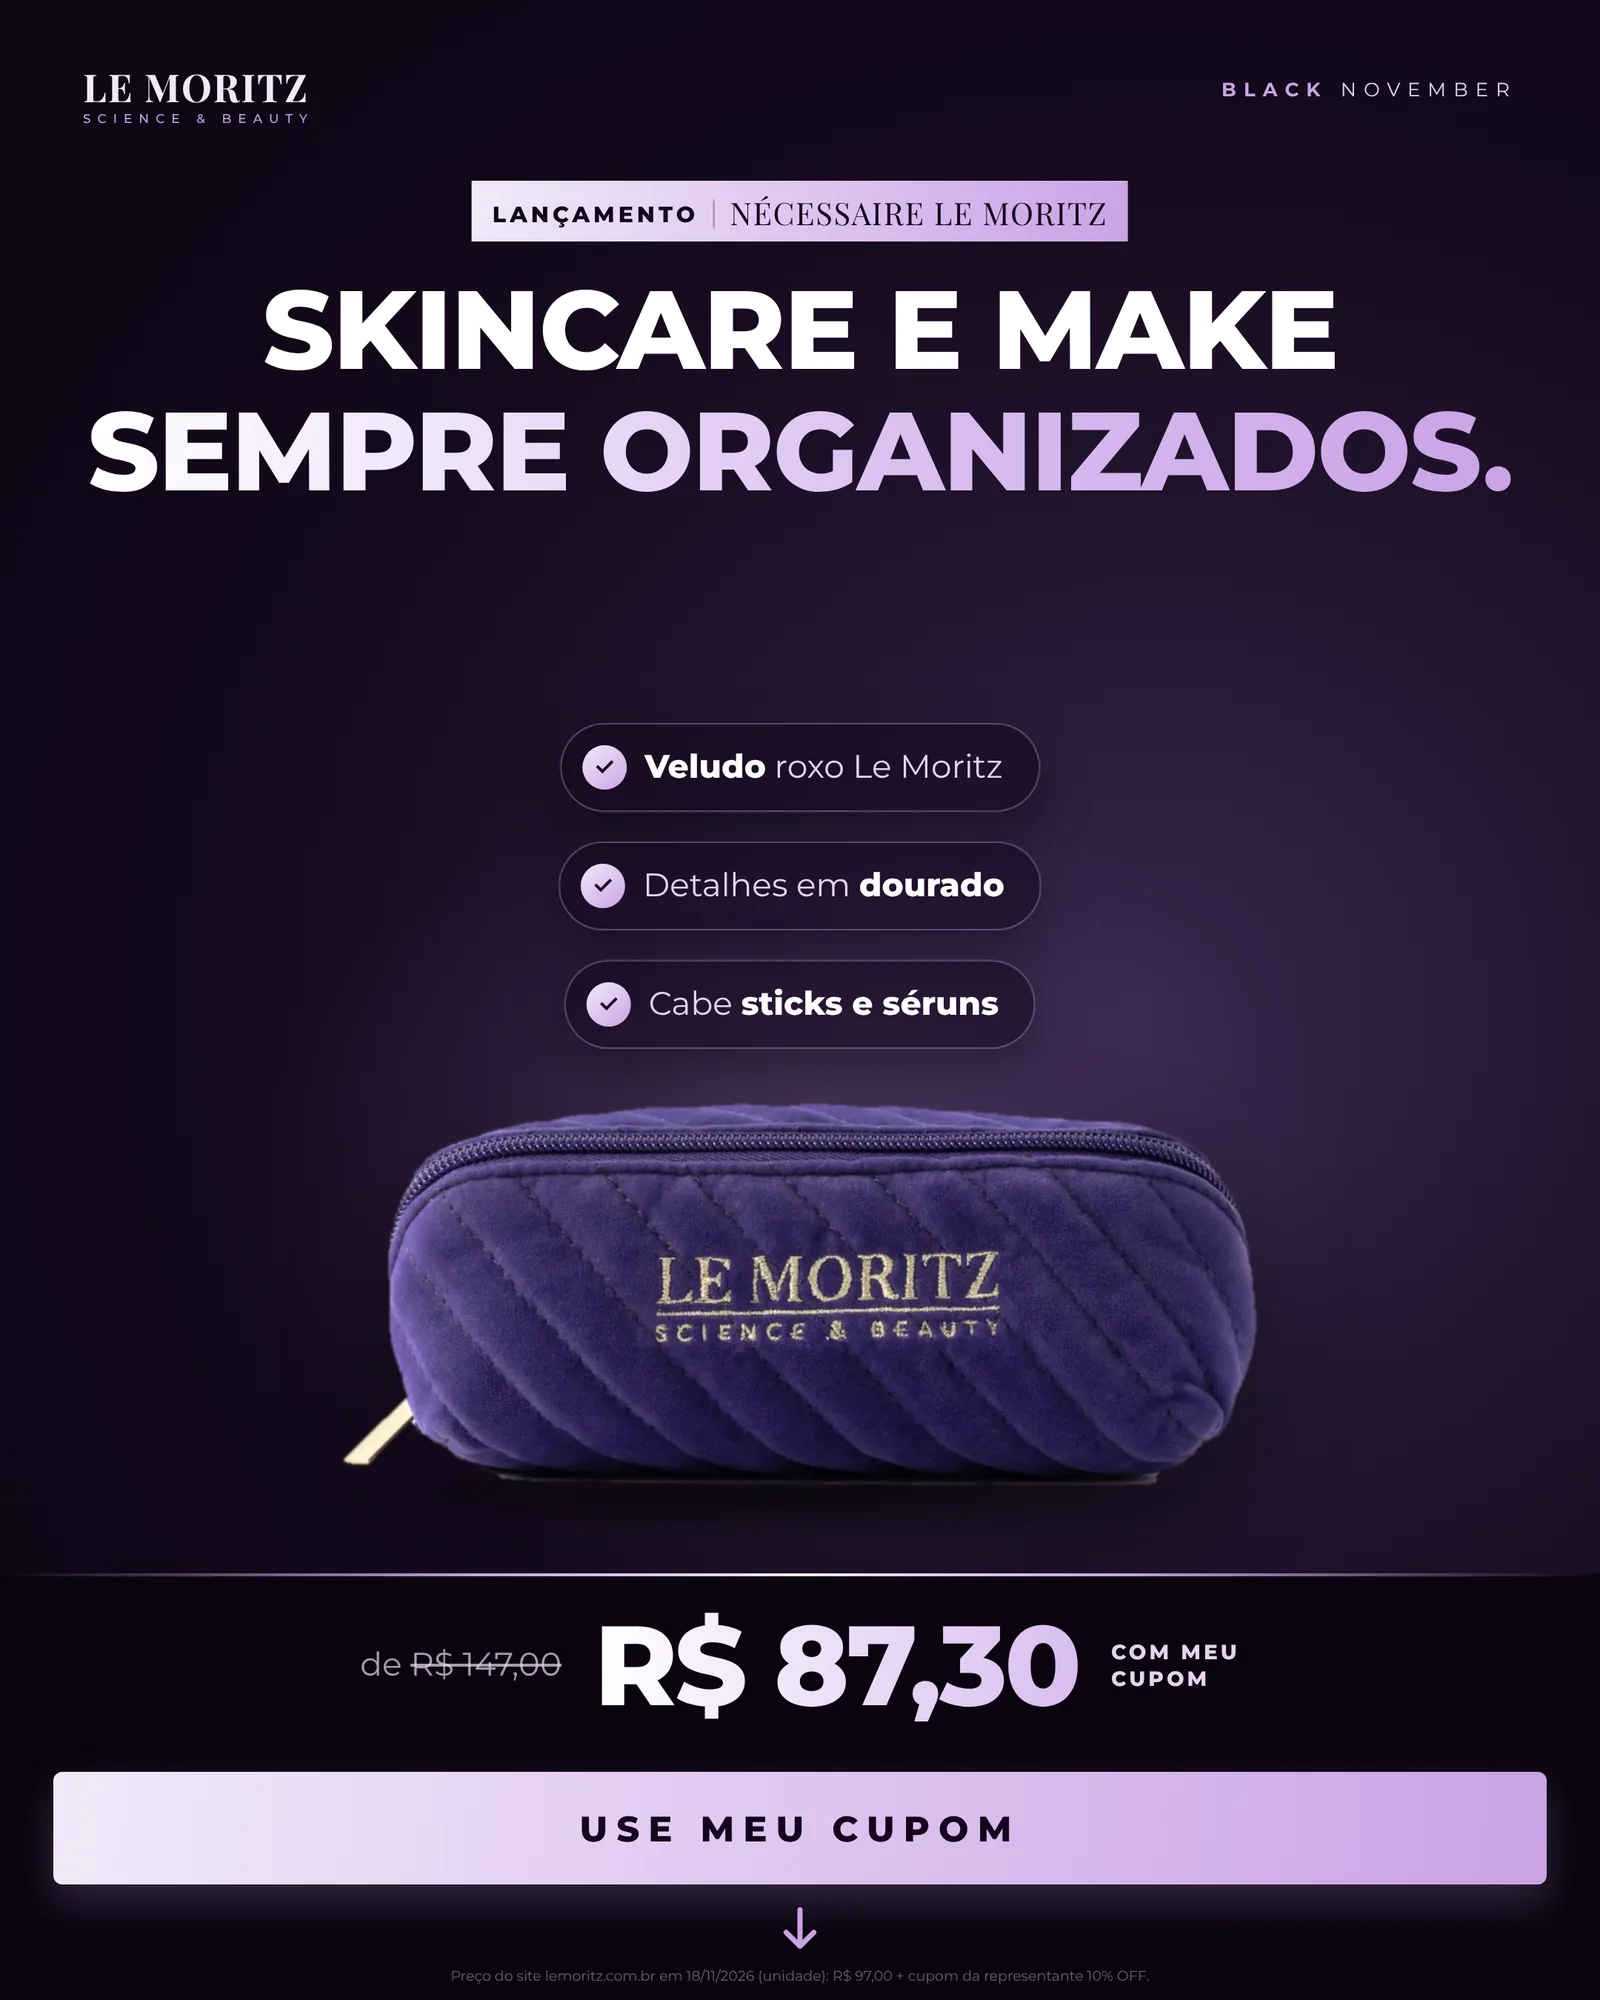 LE MORITZ
SCIENCE & BEAUTY
BLACK NOVEMBER
LANÇAMENTO | NÉCESSAIRE LE MORITZ
SKINCARE E MAKE
SEMPRE ORGANIZADOS.
Veludo roxo Le Moritz
Detalhes em dourado
Cabe sticks e séruns
LE MORITZ
SCIENCE & BEAUTY
de R$ 147,00
R$ 87,30
COM MEU
CUPOM
USE MEU CUPOM
Preço do site lemoritz.com.br em 18/11/2026 (unidade): R$ 97,00 + cupom da representante 10% OFF.